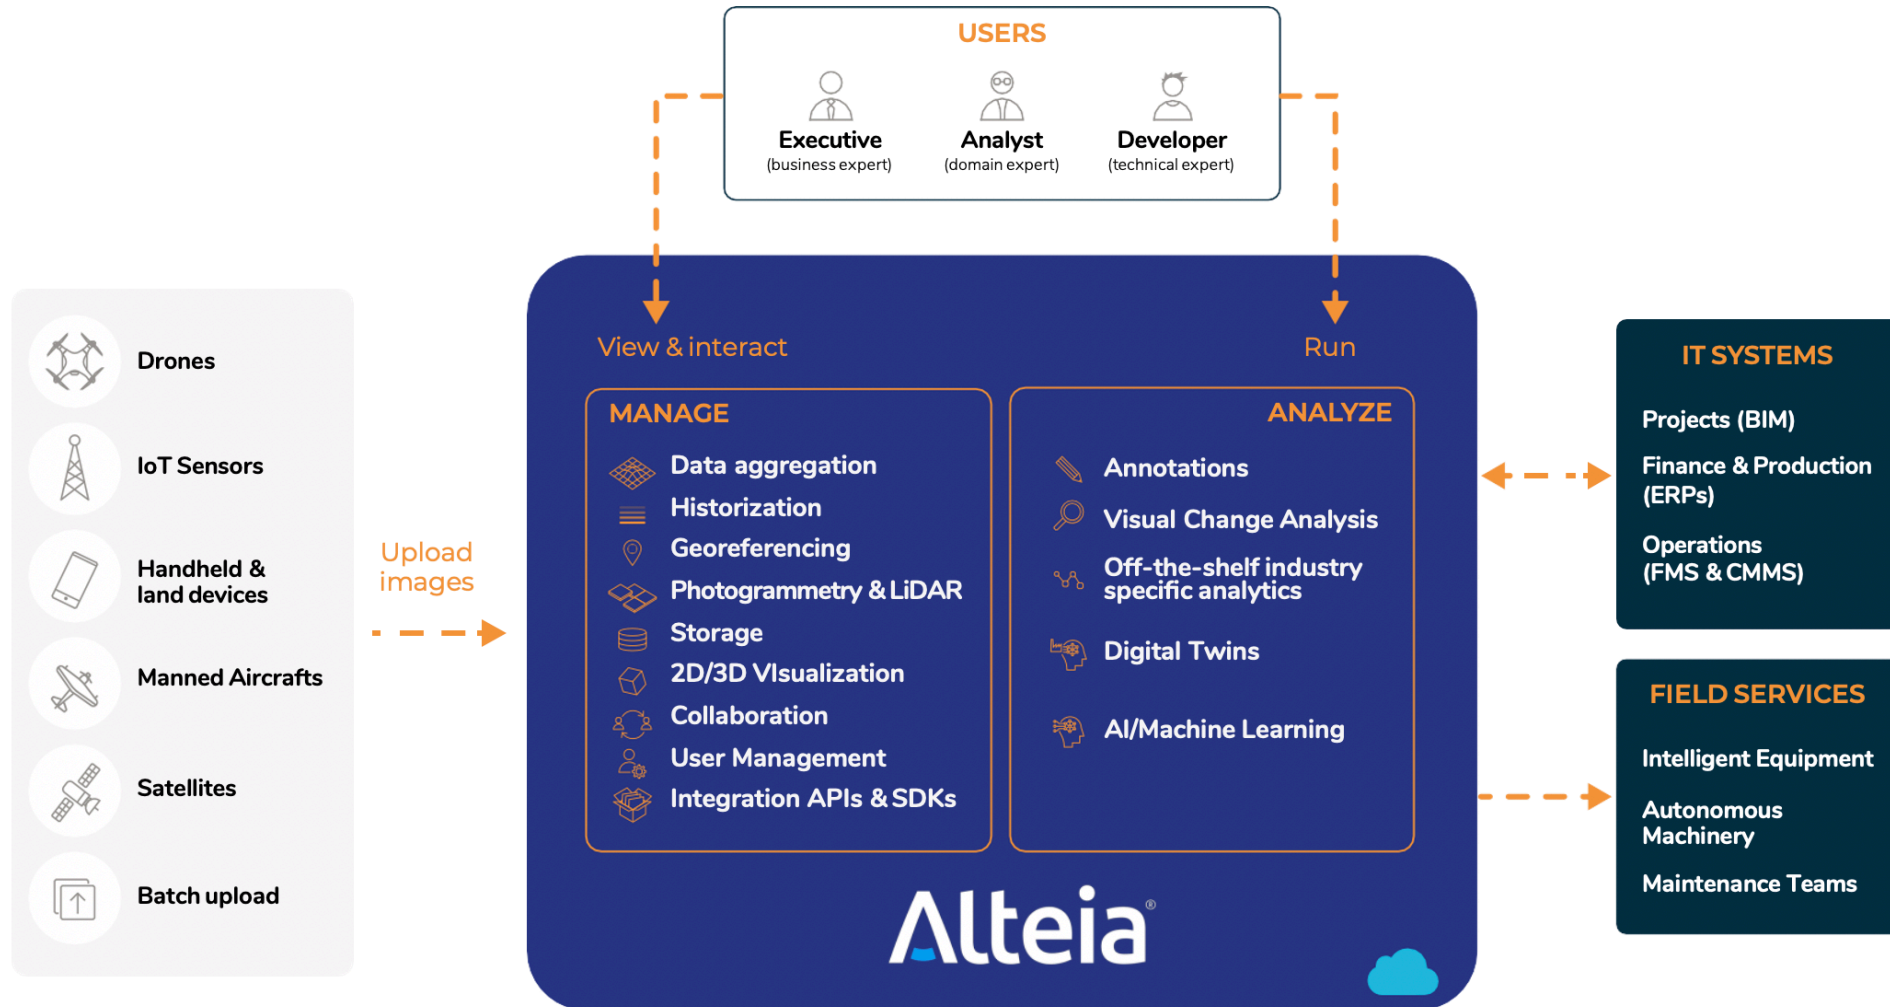 USERS
Executive
(business expert)
Analyst
(domain expert)
Developer
(technical expert)
Drones
IoT Sensors
Handheld &
land devices
Manned Aircrafts
Satellites
Batch upload
Upload
images
View & interact
Run
MANAGE
Data aggregation
Historization
Georeferencing
Photogrammetry & LiDAR
Storage
2D/3D VIsualization
Collaboration
User Management
Integration APIs & SDKs
ANALYZE
Annotations
Visual Change Analysis
Off-the-shelf industry
specific analytics
Digital Twins
AI/Machine Learning
Alteia®
IT SYSTEMS
Projects (BIM)
Finance & Production
(ERPs)
Operations
(FMS & CMMS)
FIELD SERVICES
Intelligent Equipment
Autonomous
Machinery
Maintenance Teams